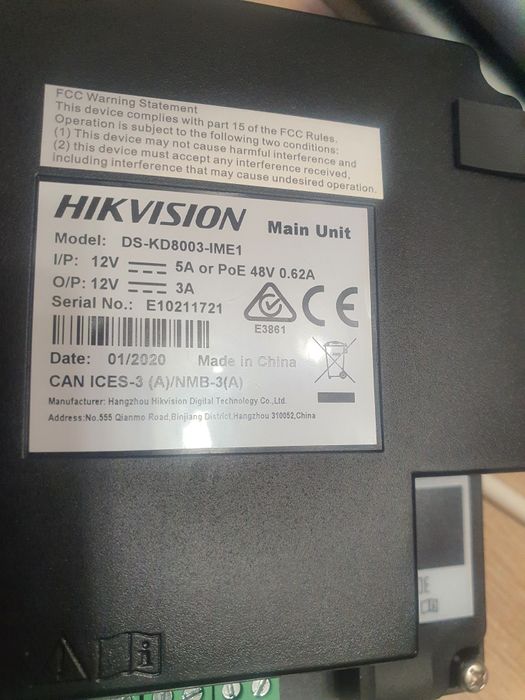 FCC Warning Statement
This device complies with part 15 of the FCC Rules.
Operation is subject to the following two conditions:
(1) This device may not cause harmful interference and
(2) this device must accept any interference received,
including interference that may cause undesired operation.
HIKVISION Main Unit
Model: DS-KD8003-IME1
I/P: 12V 5A or PoE 48V 0.62A
O/P: 12V 3A
Serial No.: E10211721
E3861
CE
Date: 01/2020 Made in China
CAN ICES-3 (A)/NMB-3(A)
Manufacturer: Hangzhou Hikvision Digital Technology Co.,Ltd.
Address:No.555 Qianmo Road,Binjiang District,Hangzhou 310052,China